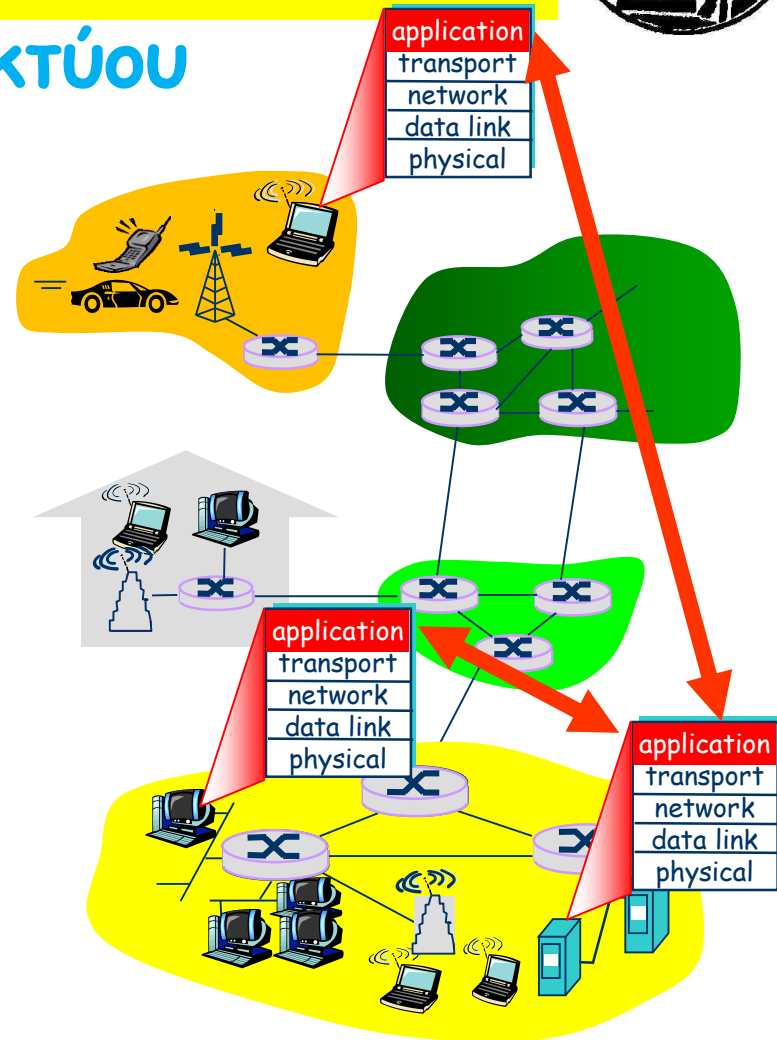 κτύου
application
transport
network
data link
physical
application
transport
network
data link
physical
application
transport
network
data link
physical